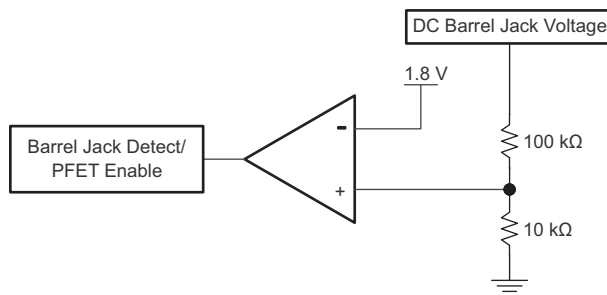 DC Barrel Jack Voltage
1.8 V
-
Barrel Jack Detect/
PFET Enable
100 kΩ
+
10 kΩ